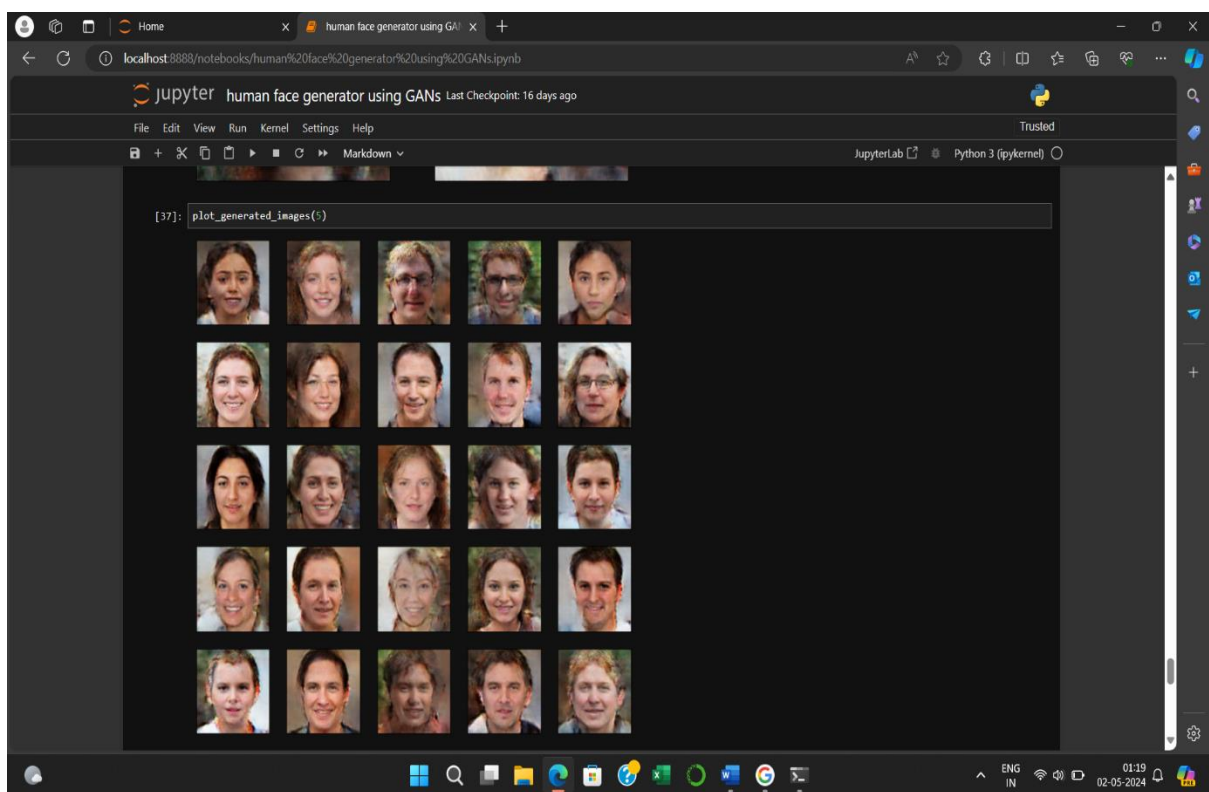 Home
human face generator using GA
localhost:8888/notebooks/human%20face%20generator%20using%20GANs.ipynb
jupyter human face generator using GANs Last Checkpoint: 16 days ago
File Edit View Run Kernel Settings Help Trusted
Markdown JupyterLab Python 3 (ipykernel)
[37]: plot_generated_images(5)
ENG
IN
01:19
02-05-2024